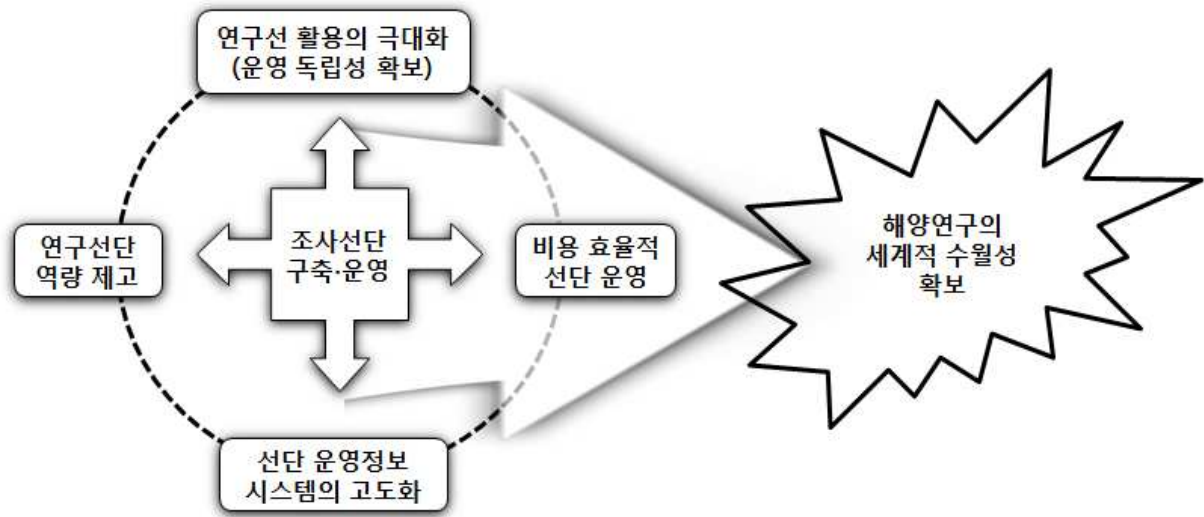 연구선 활용의 극대화
(운영 독립성 확보)
연구선단
역량 제고
조사선단
구축·운영
비용 효율적
선단 운영
선단 운영정보
시스템의 고도화
해양연구의
세계적 수월성
확보